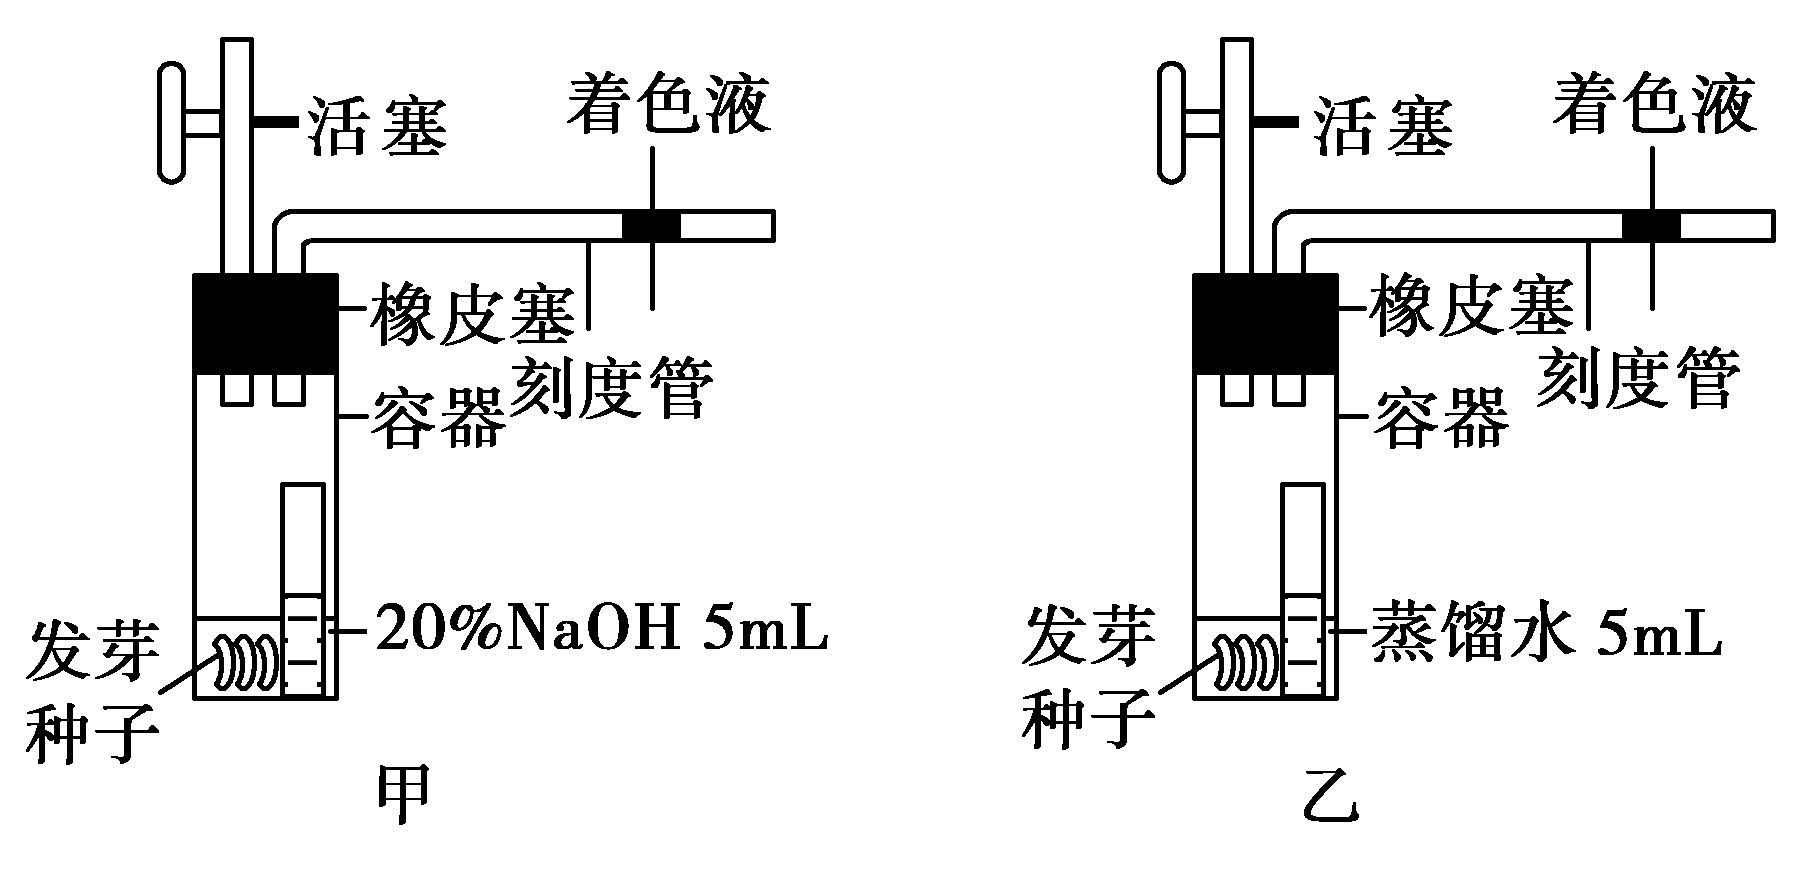 活塞
着色液
橡皮塞
刻度管
容器
20%NaOH 5mL
发芽
种子
甲
活塞
着色液
橡皮塞
刻度管
容器
蒸馏水 5mL
发芽
种子
乙